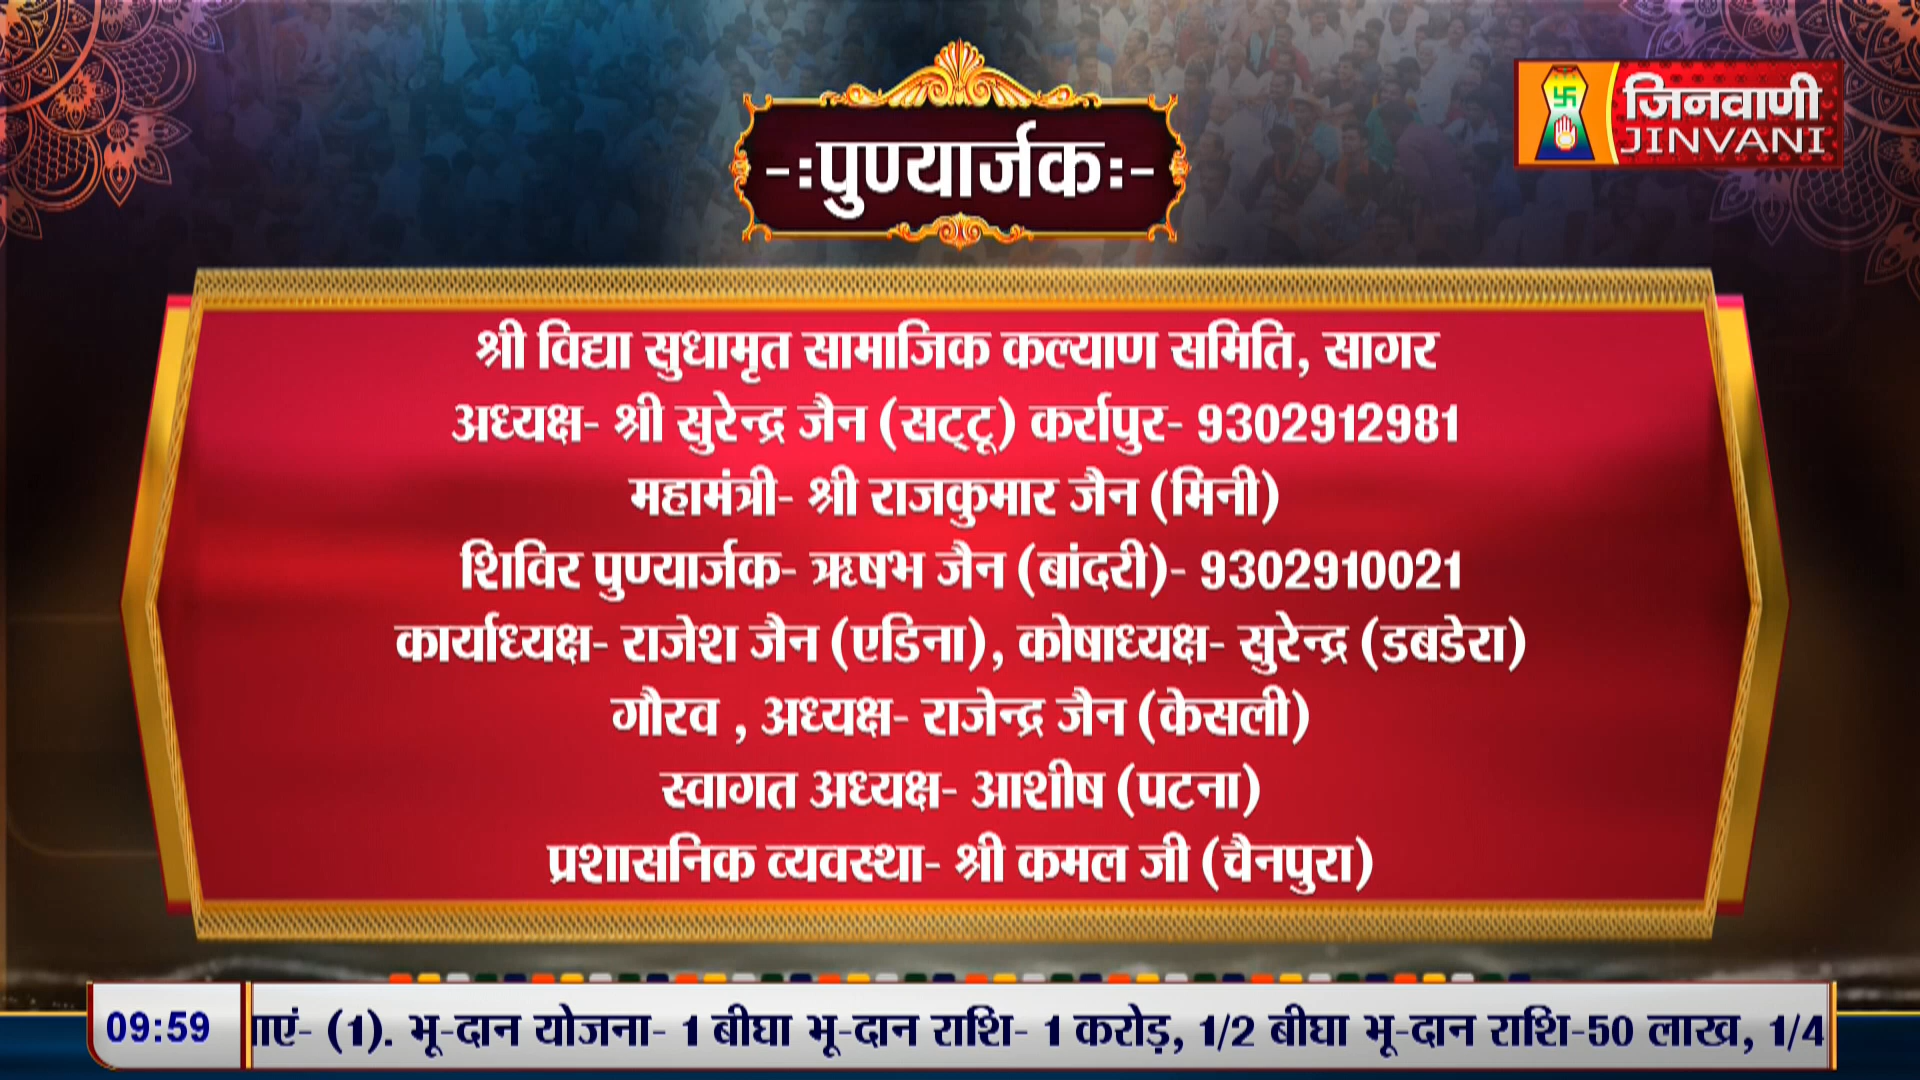 -:पुण्यार्जक:-
जिनवाणी
JINVANI
श्री विद्या सुधामृत सामाजिक कल्याण समिति, सागर
अध्यक्ष- श्री सुरेन्द्र जैन (सट्टू) कर्रापुर- 9302912981
महामंत्री- श्री राजकुमार जैन (मिनी)
शिविर पुण्यार्जक- ऋषभ जैन (बांदरी)- 9302910021
कार्याध्यक्ष- राजेश जैन (एडिना), कोषाध्यक्ष- सुरेन्द्र (डबडेरा)
गौरव , अध्यक्ष- राजेन्द्र जैन (केसली)
स्वागत अध्यक्ष- आशीष (पटना)
प्रशासनिक व्यवस्था- श्री कमल जी (चैनपुरा)
09:59 (1). भू-दान योजना- 1 बीघा भू-दान राशि- 1 करोड़, 1/2 बीघा भू-दान राशि-50 लाख, 1/4